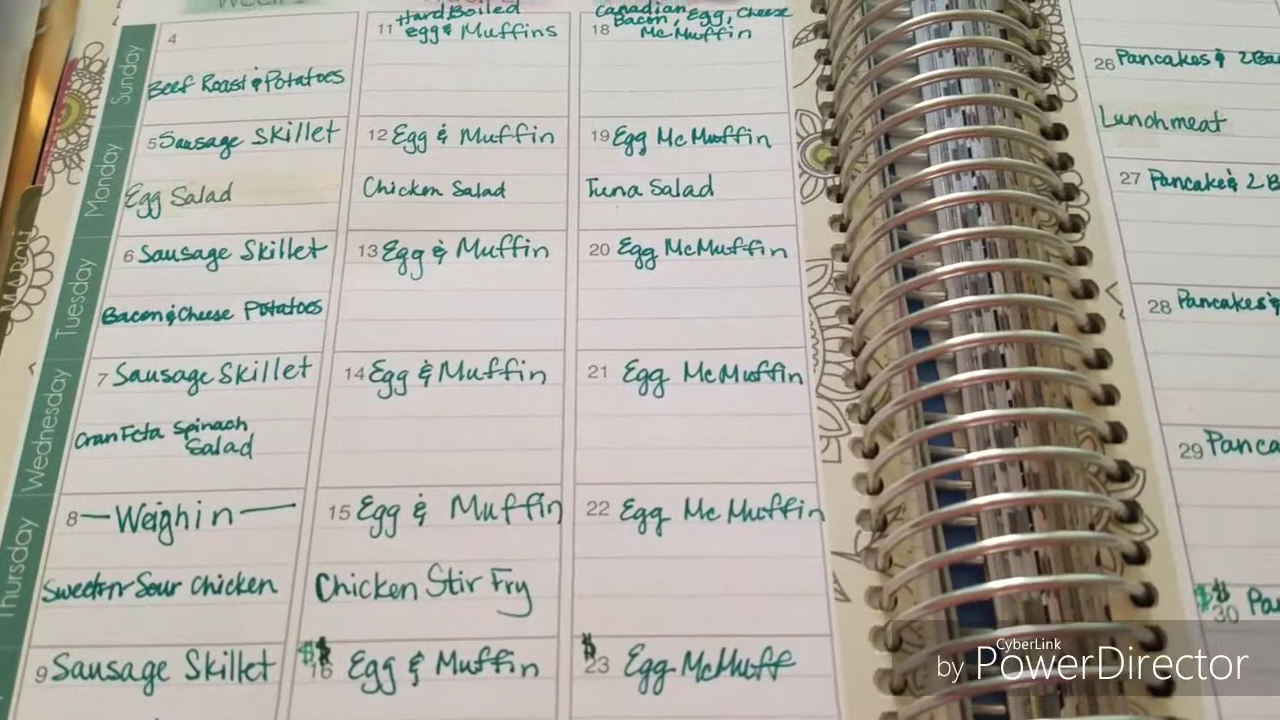 4
Beef Roast & Potatoes
11 Hard Boiled
egg & Muffins
18 Canadian
Bacon, Egg, Cheese
McMuffin
26 Pancakes & 2
Lunchmeat
Sunday
5 Sausage Skillet
Egg Salad
12 Egg & Muffin
Chicken Salad
19 Egg McMuffin
Tuna Salad
27 Pancake & 2
Monday
6 Sausage Skillet
Bacon & Cheese Potatoes
13 Egg & Muffin
20 Egg McMuffin
28 Pancakes &
Tuesday
7 Sausage Skillet
Cran Feta Spinach
Salad
14 Egg & Muffin
21 Egg McMuffin
29 Panca
Wednesday
8 —Weigh in—
Sweet n Sour Chicken
15 Egg & Muffin
Chicken Stir Fry
22 Egg McMuffin
$$
30 Pa
Thursday
9 Sausage Skillet
$$
16 Egg & Muffin
$
23 Egg McMuff
CyberLink
by PowerDirector